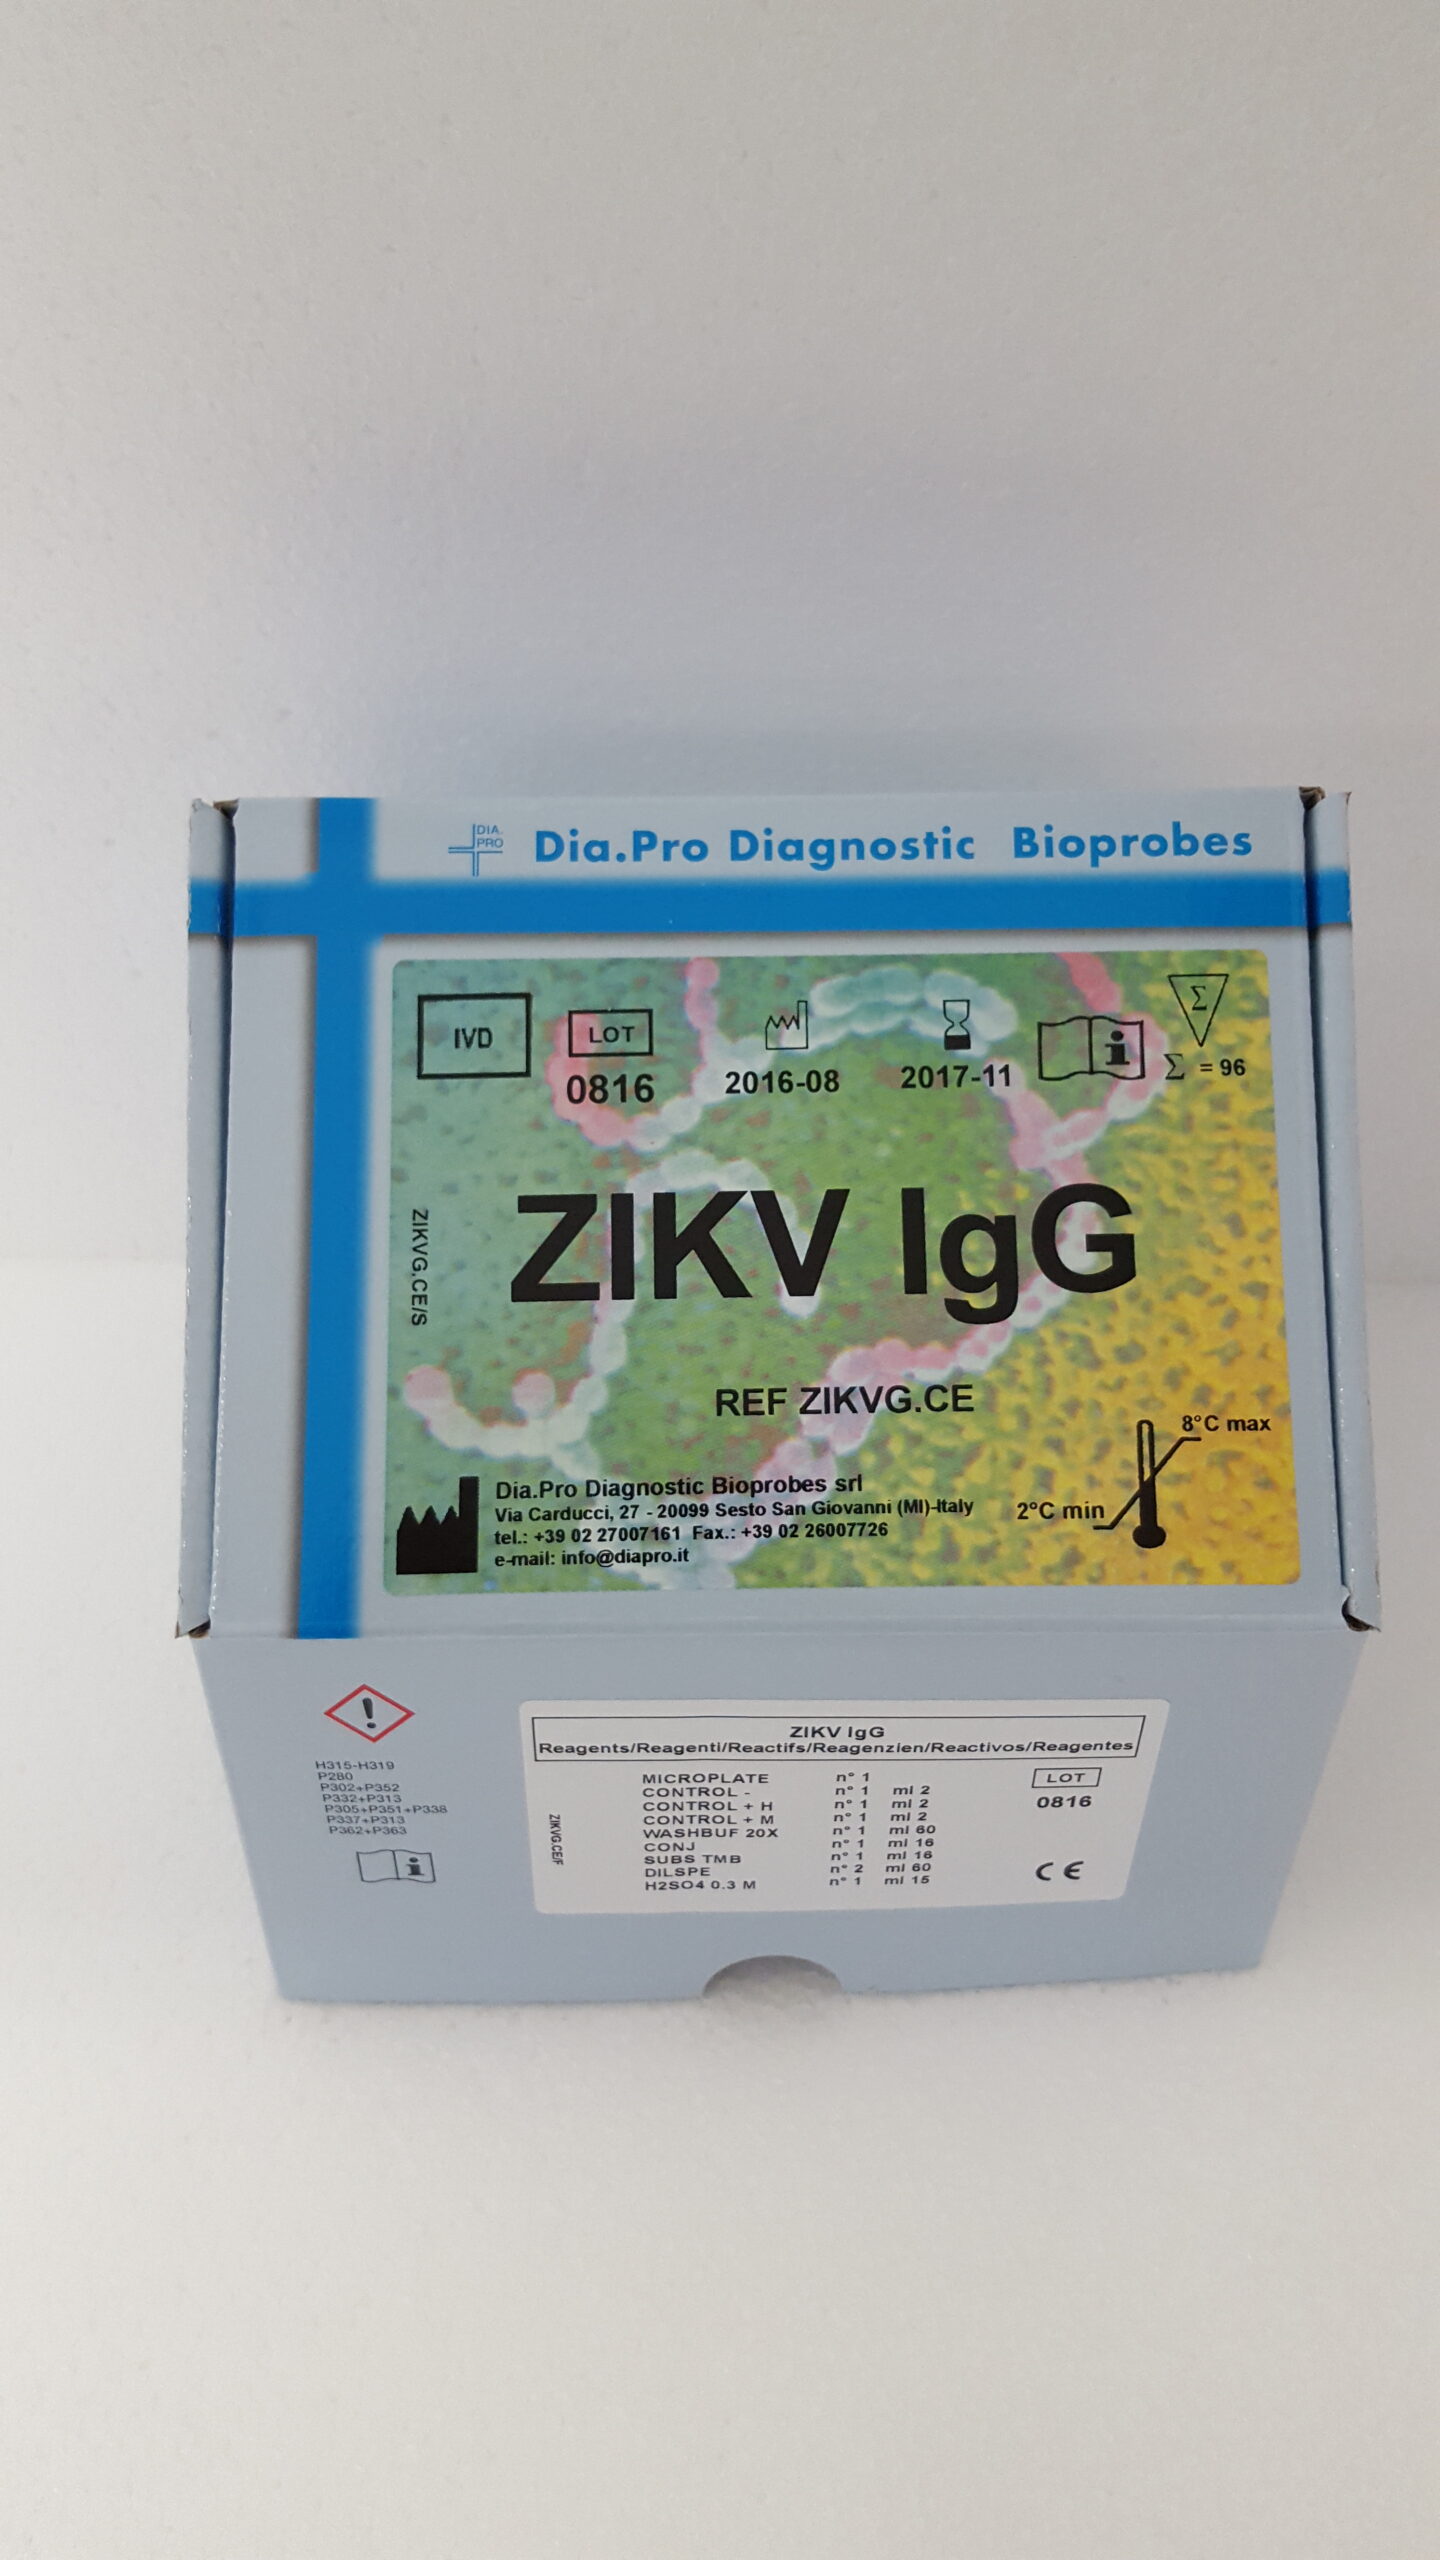 DIA.
PRO
Dia.Pro Diagnostic Bioprobes
IVD
LOT
0816
2016-08
2017-11
i
Σ
Σ = 96
ZIKVG.CE/S
ZIKV IgG
REF ZIKVG.CE
8°C max
2°C min
Dia.Pro Diagnostic Bioprobes srl
Via Carducci, 27 - 20099 Sesto San Giovanni (MI)-Italy
tel.: +39 02 27007161 Fax.: +39 02 26007726
e-mail: info@diapro.it
!
H315-H319
P280
P302+P352
P332+P313
P305+P351+P338
P337+P313
P362+P363
i
ZIKV IgG
Reagents/Reagenti/Reactifs/Reagenzien/Reactivos/Reagentes
ZIKVG.CE/F
MICROPLATE n° 1
CONTROL - n° 1 ml 2
CONTROL + H n° 1 ml 2
CONTROL + M n° 1 ml 2
WASHBUF 20X n° 1 ml 60
CONJ n° 1 ml 16
SUBS TMB n° 1 ml 16
DILSPE n° 2 ml 60
H2SO4 0.3 M n° 1 ml 15
LOT
0816
CE